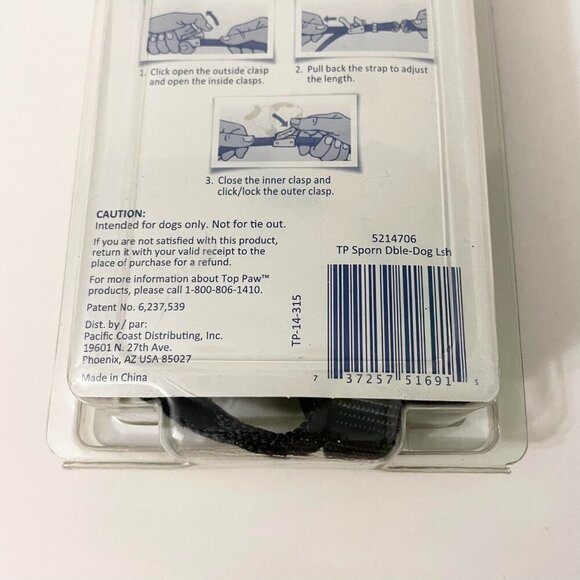 1. Click open the outside clasp
and open the inside clasps.
2. Pull back the strap to adjust
the length.
3. Close the inner clasp and
click/lock the outer clasp.
CAUTION:
Intended for dogs only. Not for tie out.
If you are not satisfied with this product,
return it with your valid receipt to the
place of purchase for a refund.
For more information about Top Paw™
products, please call 1-800-806-1410.
Patent No. 6,237,539
Dist. by / par:
Pacific Coast Distributing, Inc.
19601 N. 27th Ave.
Phoenix, AZ USA 85027
Made in China
TP-14-315
5214706
TP Sporn Dble-Dog Lsh
7 37257 51691 5